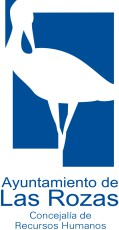 Ayuntamiento de
Las Rozas
Concejalía de
Recursos Humanos